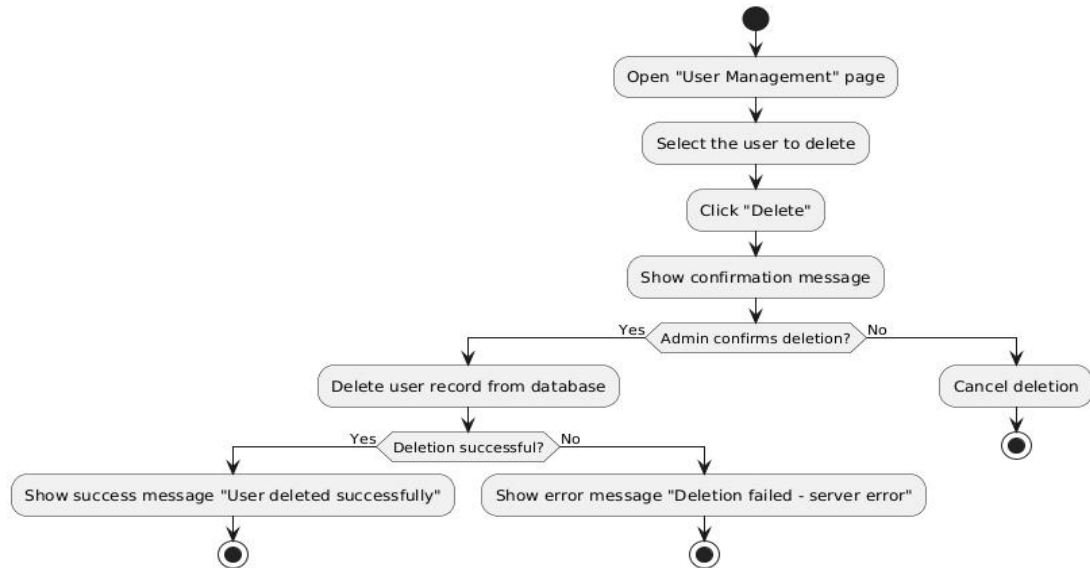 Open "User Management" page
Select the user to delete
Click "Delete"
Show confirmation message
Yes
Admin confirms deletion?
No
Delete user record from database
Cancel deletion
Yes
Deletion successful?
No
Show success message "User deleted successfully"
Show error message "Deletion failed - server error"